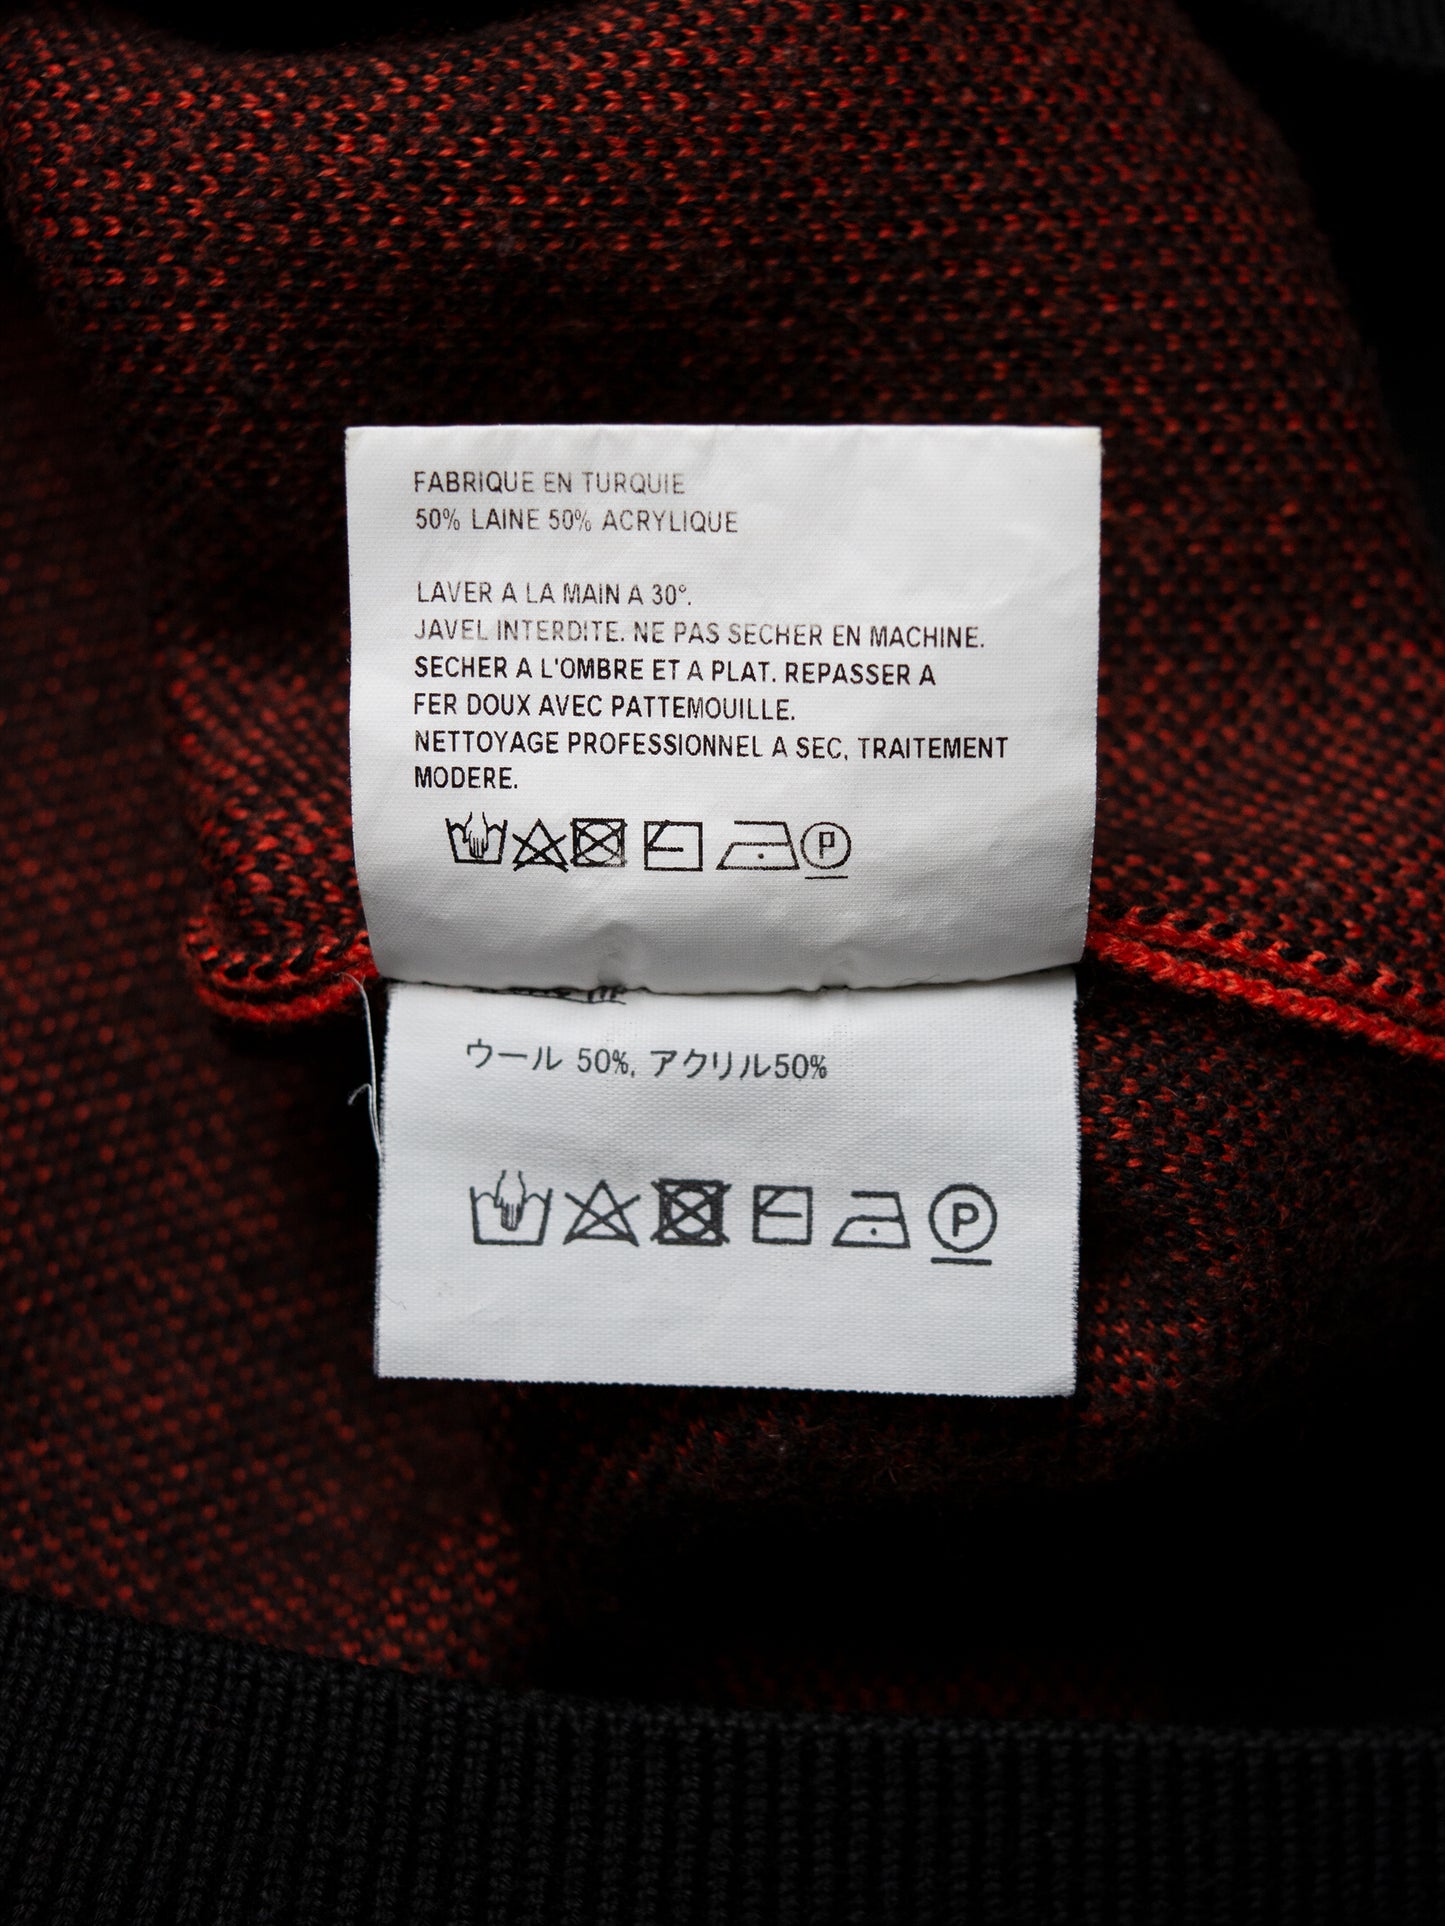 FABRIQUE EN TURQUIE
50% LAINE 50% ACRYLIQUE
LAVER A LA MAIN A 30°.
JAVEL INTERDITE. NE PAS SECHER EN MACHINE.
SECHER A L'OMBRE ET A PLAT. REPASSER A
FER DOUX AVEC PATTEMOUILLE.
NETTOYAGE PROFESSIONNEL A SEC, TRAITEMENT
MODERE.
P
ウール 50%, アクリル50%
P